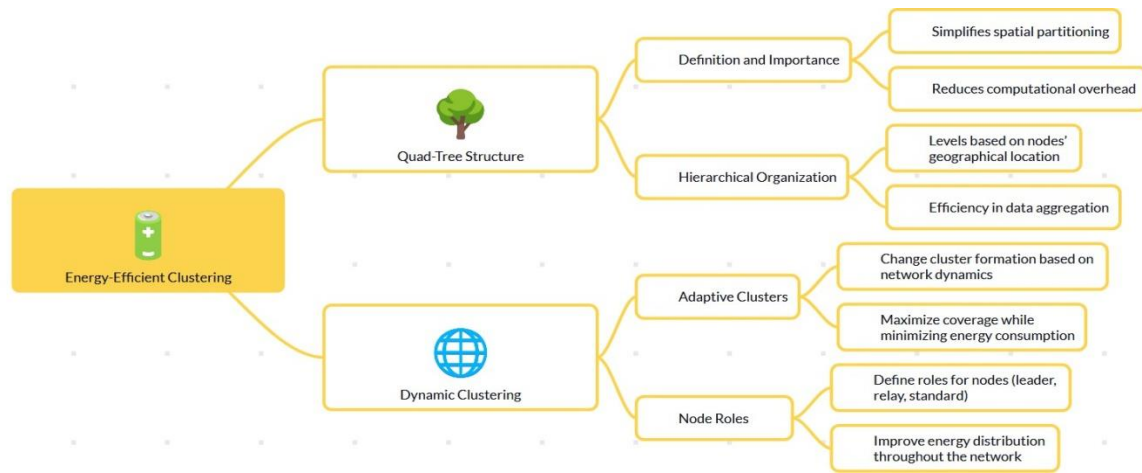 Energy-Efficient Clustering
Quad-Tree Structure
Definition and Importance
Simplifies spatial partitioning
Reduces computational overhead
Hierarchical Organization
Levels based on nodes'
geographical location
Efficiency in data aggregation
Dynamic Clustering
Adaptive Clusters
Change cluster formation based on
network dynamics
Maximize coverage while
minimizing energy consumption
Node Roles
Define roles for nodes (leader,
relay, standard)
Improve energy distribution
throughout the network